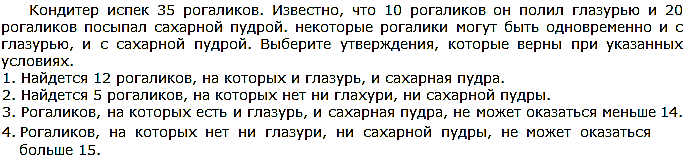 Кондитер испек 35 рогаликов. Известно, что 10 рогаликов он полил глазурью и 20
рогаликов посыпал сахарной пудрой. некоторые рогалики могут быть одновременно и с
глазурью, и с сахарной пудрой. Выберите утверждения, которые верны при указанных
условиях.
1. Найдется 12 рогаликов, на которых и глазурь, и сахарная пудра.
2. Найдется 5 рогаликов, на которых нет ни глахури, ни сахарной пудры.
3. Рогаликов, на которых есть и глазурь, и сахарная пудра, не может оказаться меньше 14.
4. Рогаликов, на которых нет ни глазури, ни сахарной пудры, не может оказаться
больше 15.